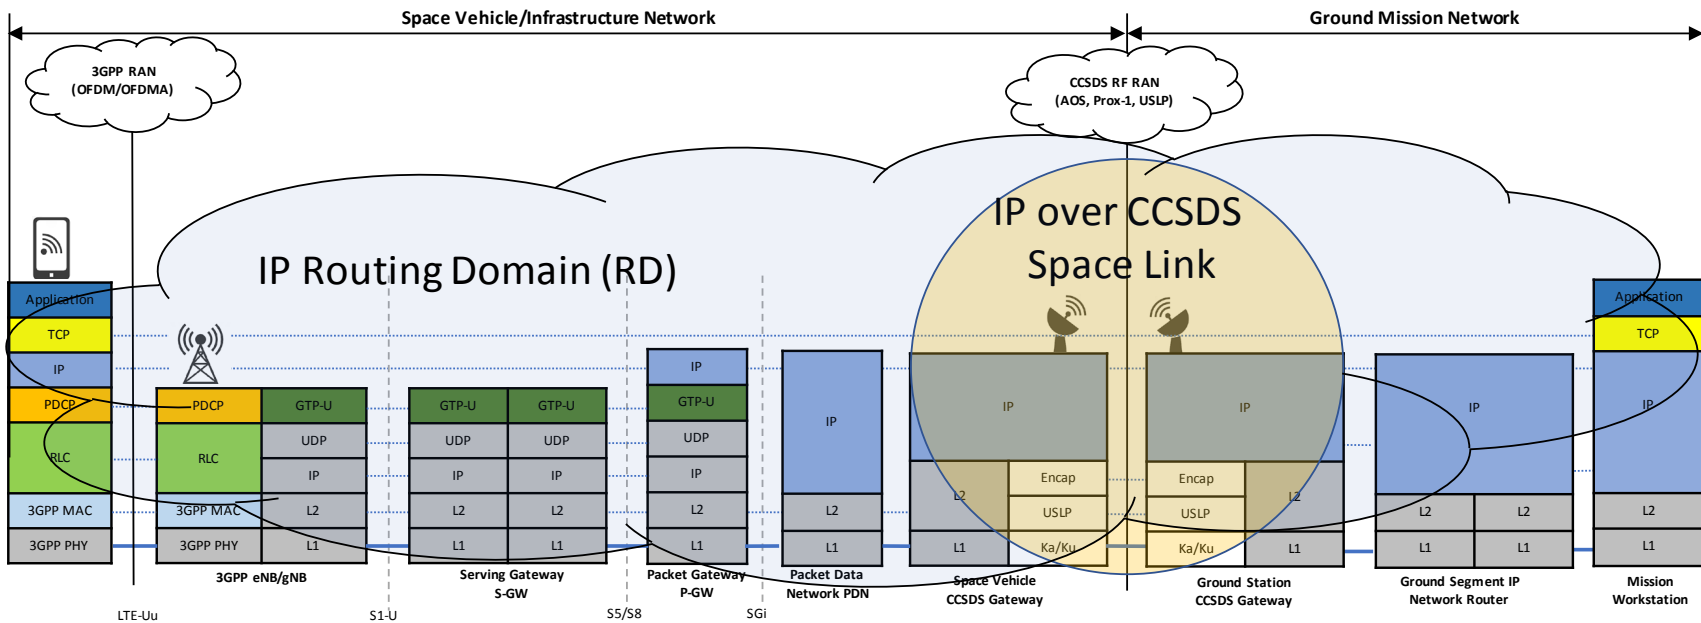 Space Vehicle/Infrastructure Network
Ground Mission Network
3GPP RAN
(OFDM/OFDMA)
CCSDS RF RAN
(AOS, Prox-1, USLP)
IP Routing Domain (RD)
IP over CCSDS
Space Link
Application
TCP
IP
PDCP
RLC
3GPP MAC
3GPP PHY
PDCP
RLC
3GPP MAC
3GPP PHY
GTP-U
UDP
IP
L2
L1
3GPP eNB/gNB
GTP-U
UDP
IP
L2
L1
GTP-U
UDP
IP
L2
L1
Serving Gateway
S-GW
IP
GTP-U
UDP
IP
L2
L1
Packet Gateway
P-GW
IP
L2
L1
Packet Data
Network PDN
IP
L2
L1
Encap
USLP
Ka/Ku
Space Vehicle
CCSDS Gateway
IP
Encap
USLP
Ka/Ku
L2
L1
Ground Station
CCSDS Gateway
IP
L2
L1
L2
L1
Ground Segment IP
Network Router
Application
TCP
IP
L2
L1
Mission
Workstation
LTE-Uu
S1-U
S5/S8
SGi